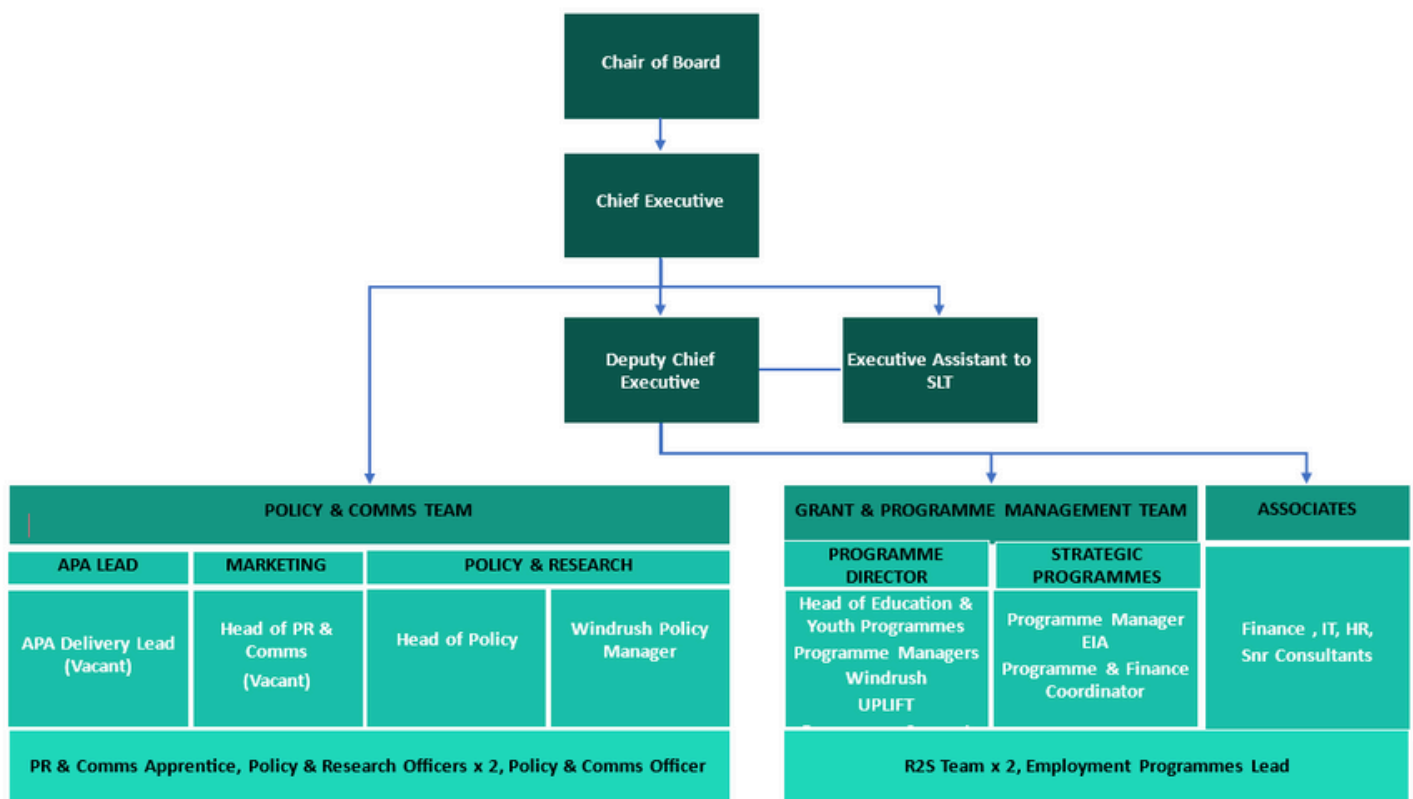 Chair of Board
Chief Executive
Deputy Chief
Executive
Executive Assistant to
SLT
POLICY & COMMS TEAM
GRANT & PROGRAMME MANAGEMENT TEAM
ASSOCIATES
APA LEAD
MARKETING
POLICY & RESEARCH
PROGRAMME
DIRECTOR
STRATEGIC
PROGRAMMES
APA Delivery Lead
(Vacant)
Head of PR &
Comms
(Vacant)
Head of Policy
Windrush Policy
Manager
Head of Education &
Youth Programmes
Programme Managers
Windrush
UPLIFT
Programme Manager
EIA
Programme & Finance
Coordinator
Finance , IT, HR,
Snr Consultants
PR & Comms Apprentice, Policy & Research Officers x 2, Policy & Comms Officer
R2S Team x 2, Employment Programmes Lead